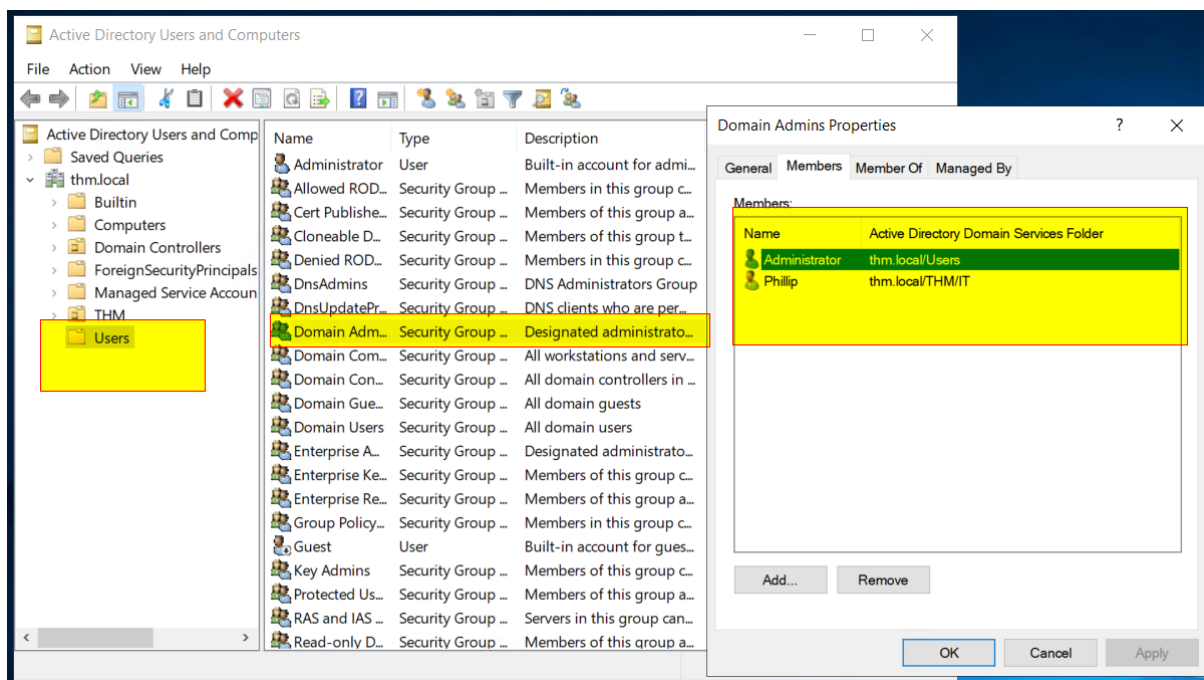 Active Directory Users and Computers
File Action View Help
Active Directory Users and Comp
Saved Queries
thm.local
Builtin
Computers
Domain Controllers
ForeignSecurityPrincipals
Managed Service Accoun
THM
Users
Name Type Description
Administrator User Built-in account for admi...
Allowed ROD... Security Group ... Members in this group c...
Cert Publishe... Security Group ... Members of this group a...
Cloneable D... Security Group ... Members of this group t...
Denied ROD... Security Group ... Members in this group c...
DnsAdmins Security Group ... DNS Administrators Group
DnsUpdatePr... Security Group ... DNS clients who are per...
Domain Adm... Security Group ... Designated administrato...
Domain Com... Security Group ... All workstations and serv...
Domain Con... Security Group ... All domain controllers in ...
Domain Gue... Security Group ... All domain guests
Domain Users Security Group ... All domain users
Enterprise A... Security Group ... Designated administrato...
Enterprise Ke... Security Group ... Members of this group c...
Enterprise Re... Security Group ... Members of this group a...
Group Policy... Security Group ... Members in this group c...
Guest User Built-in account for gues...
Key Admins Security Group ... Members of this group c...
Protected Us... Security Group ... Members of this group a...
RAS and IAS ... Security Group ... Servers in this group can...
Read-only D... Security Group ... Members of this group a...
Domain Admins Properties ?
General Members Member Of Managed By
Members:
Name Active Directory Domain Services Folder
Administrator thm.local/Users
Phillip thm.local/THM/IT
Add... Remove
OK Cancel Apply